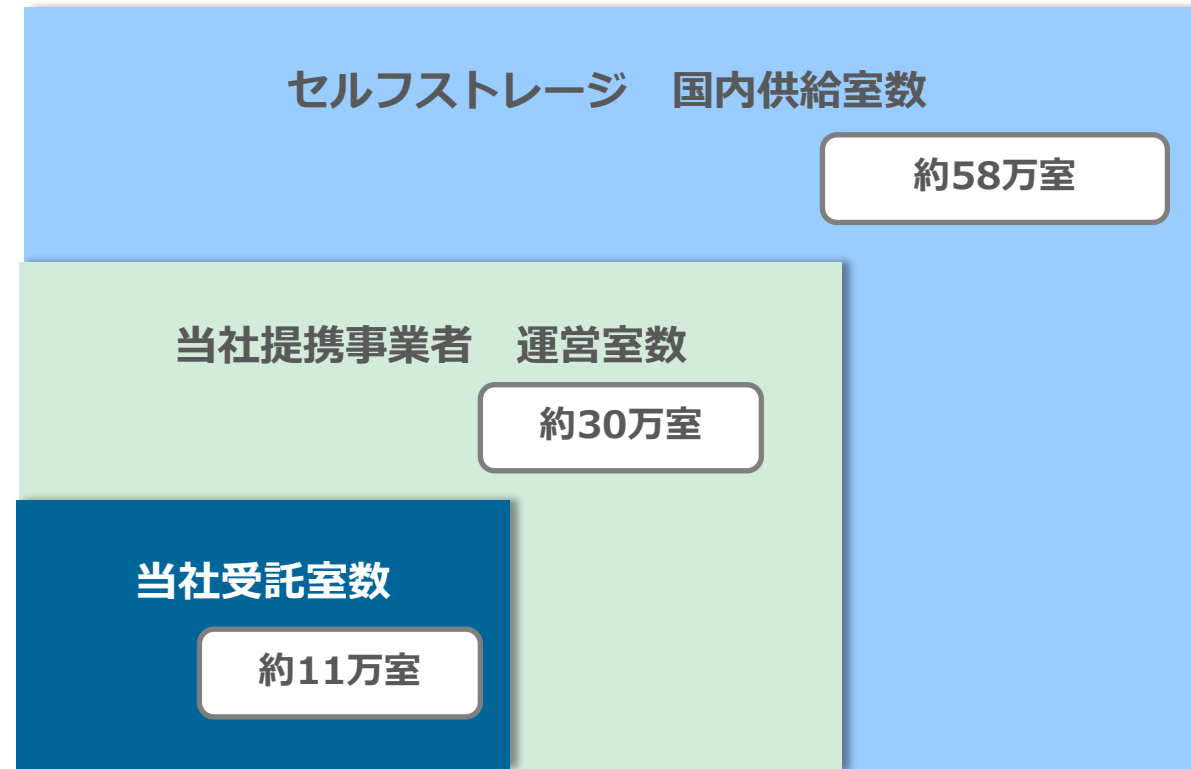 セルフストレージ　国内供給室数
約58万室
当社提携事業者　運営室数
約30万室
当社受託室数
約11万室